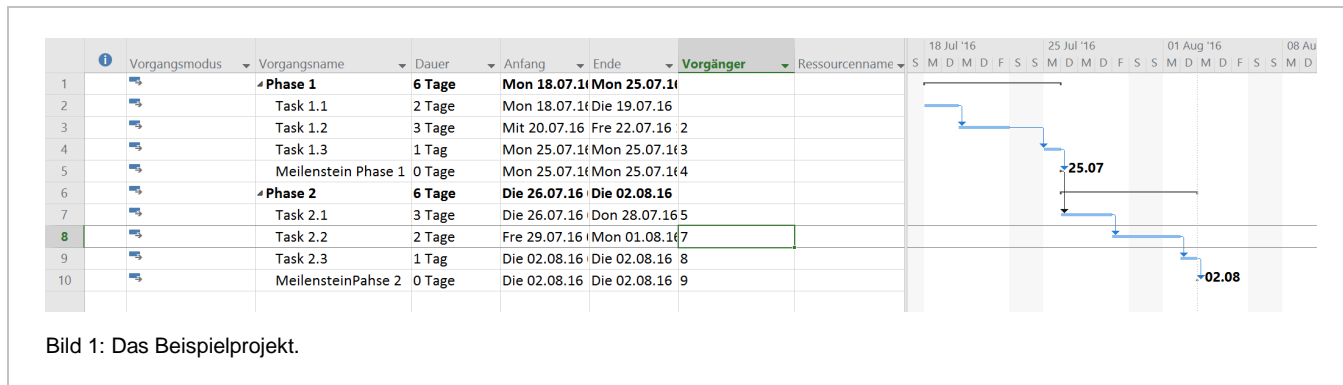 18 Jul '16 25 Jul '16 01 Aug '16 08 Au
Vorgangsmodus Vorgangsname Dauer Anfang Ende Vorgänger Ressourcenname S M D M D F S S M D M D F S S M D M D F S S M D
1 Phase 1 6 Tage Mon 18.07.16 Mon 25.07.16
2 Task 1.1 2 Tage Mon 18.07.16 Die 19.07.16
3 Task 1.2 3 Tage Mit 20.07.16 Fre 22.07.16 2
4 Task 1.3 1 Tag Mon 25.07.16 Mon 25.07.16 3
5 Meilenstein Phase 1 0 Tage Mon 25.07.16 Mon 25.07.16 4 25.07
6 Phase 2 6 Tage Die 26.07.16 Die 02.08.16
7 Task 2.1 3 Tage Die 26.07.16 Don 28.07.16 5
8 Task 2.2 2 Tage Fre 29.07.16 Mon 01.08.16 7
9 Task 2.3 1 Tag Die 02.08.16 Die 02.08.16 8
10 MeilensteinPahse 2 0 Tage Die 02.08.16 Die 02.08.16 9 02.08
Bild 1: Das Beispielprojekt.